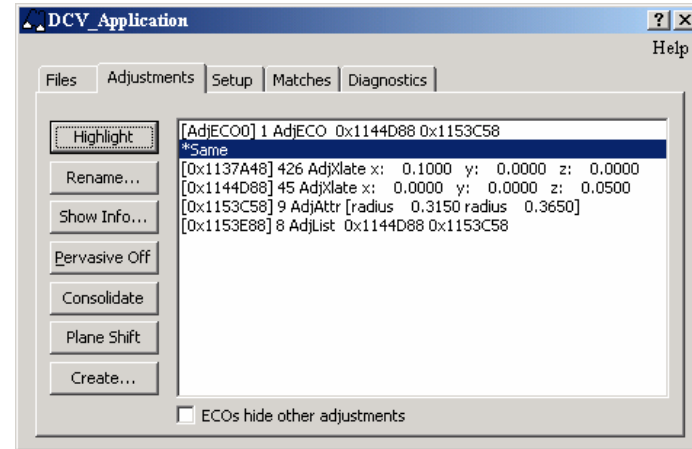 DCV_Application
Help
Files Adjustments Setup Matches Diagnostics
Highlight
Rename...
Show Info...
Pervasive Off
Consolidate
Plane Shift
Create...
[AdjECO0] 1 AdjECO 0x1144D88 0x1153C58
*Same
[0x1137A48] 426 AdjXlate x: 0.1000 y: 0.0000 z: 0.0000
[0x1144D88] 45 AdjXlate x: 0.0000 y: 0.0000 z: 0.0500
[0x1153C58] 9 AdjAttr [radius 0.3150 radius 0.3650]
[0x1153E88] 8 AdjList 0x1144D88 0x1153C58
ECOs hide other adjustments